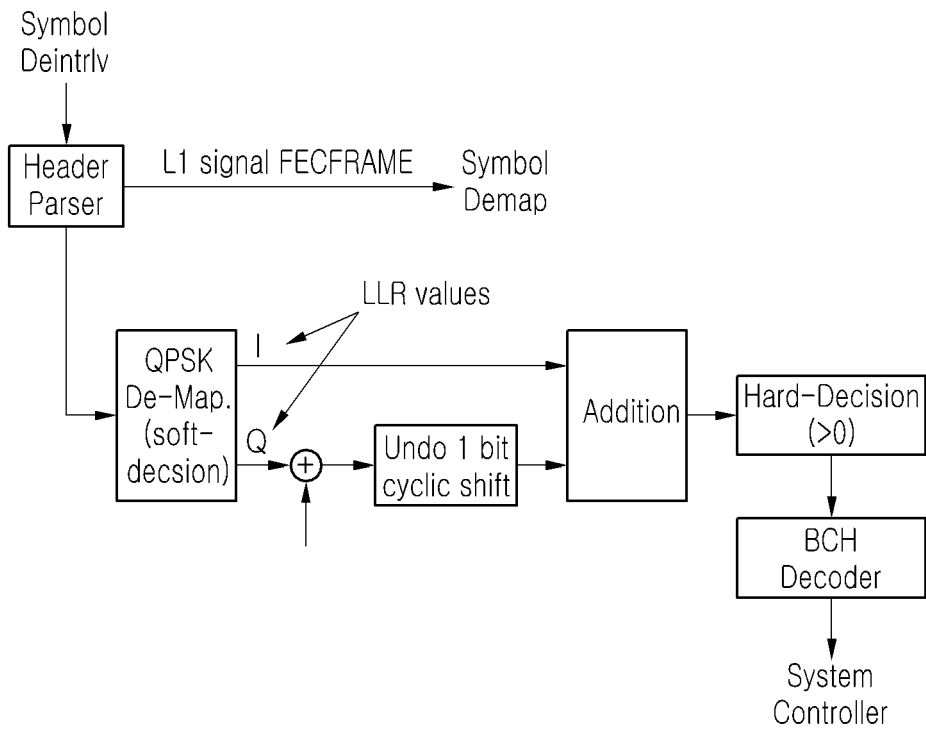 Symbol
Deintrlv
Header
Parser
L1 signal FECFRAME
Symbol
Demap
LLR values
QPSK
De-Map.
(soft-
decsion)
I
Q
+
Undo 1 bit
cyclic shift
Addition
Hard-Decision
(>0)
BCH
Decoder
System
Controller